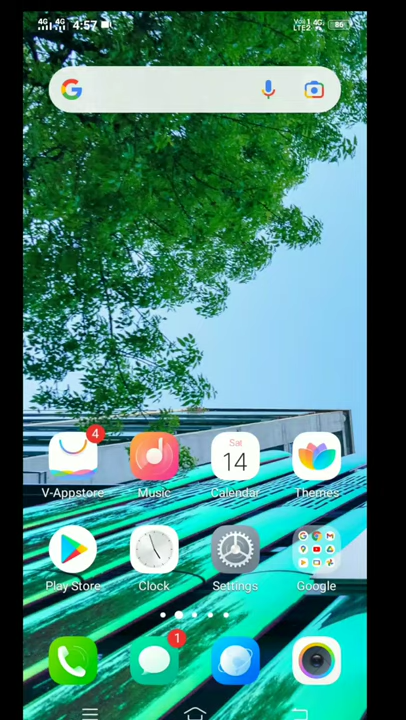 4G 4G 4:57 4G 86
LTE2
4
Sat
14
V-Appstore Music Calendar Themes
Play Store Clock Settings Google
1